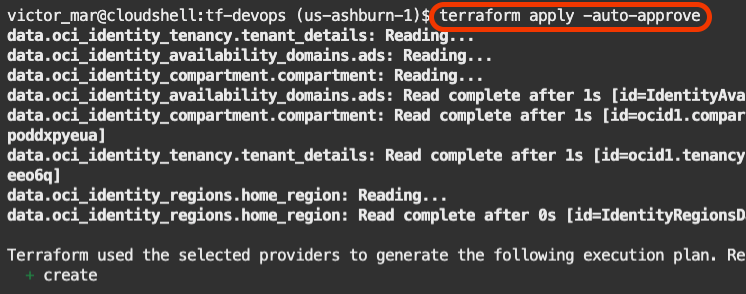 victor_mar@cloudshell:tf-devops (us-ashburn-1)$ terraform apply -auto-approve
data.oci_identity_tenancy.tenant_details: Reading...
data.oci_identity_availability_domains.ads: Reading...
data.oci_identity_compartment.compartment: Reading...
data.oci_identity_availability_domains.ads: Read complete after 1s [id=IdentityAva
data.oci_identity_compartment.compartment: Read complete after 1s [id=ocid1.compar
poddxpyeua]
data.oci_identity_tenancy.tenant_details: Read complete after 1s [id=ocid1.tenancy
eeo6q]
data.oci_identity_regions.home_region: Reading...
data.oci_identity_regions.home_region: Read complete after 0s [id=IdentityRegionsD
Terraform used the selected providers to generate the following execution plan. Re
+ create